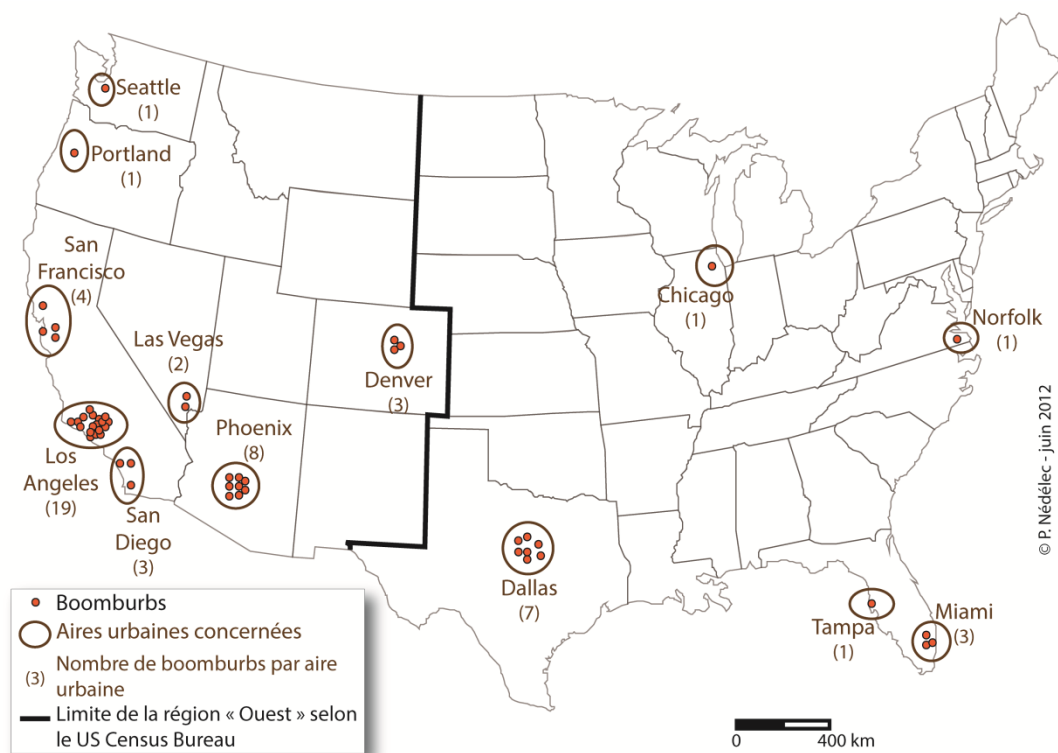 Seattle
(1)
Portland
(1)
San
Francisco
(4)
Las Vegas
(2)
Denver
(3)
Phoenix
(8)
Los
Angeles
(19)
San
Diego
(3)
Dallas
(7)
Chicago
(1)
Norfolk
(1)
Tampa
(1)
Miami
(3)
© P. Nédélec - juin 2012
Boomburbs
Aires urbaines concernées
(3) Nombre de boomburbs par aire
urbaine
Limite de la région « Ouest » selon
le US Census Bureau
0 400 km